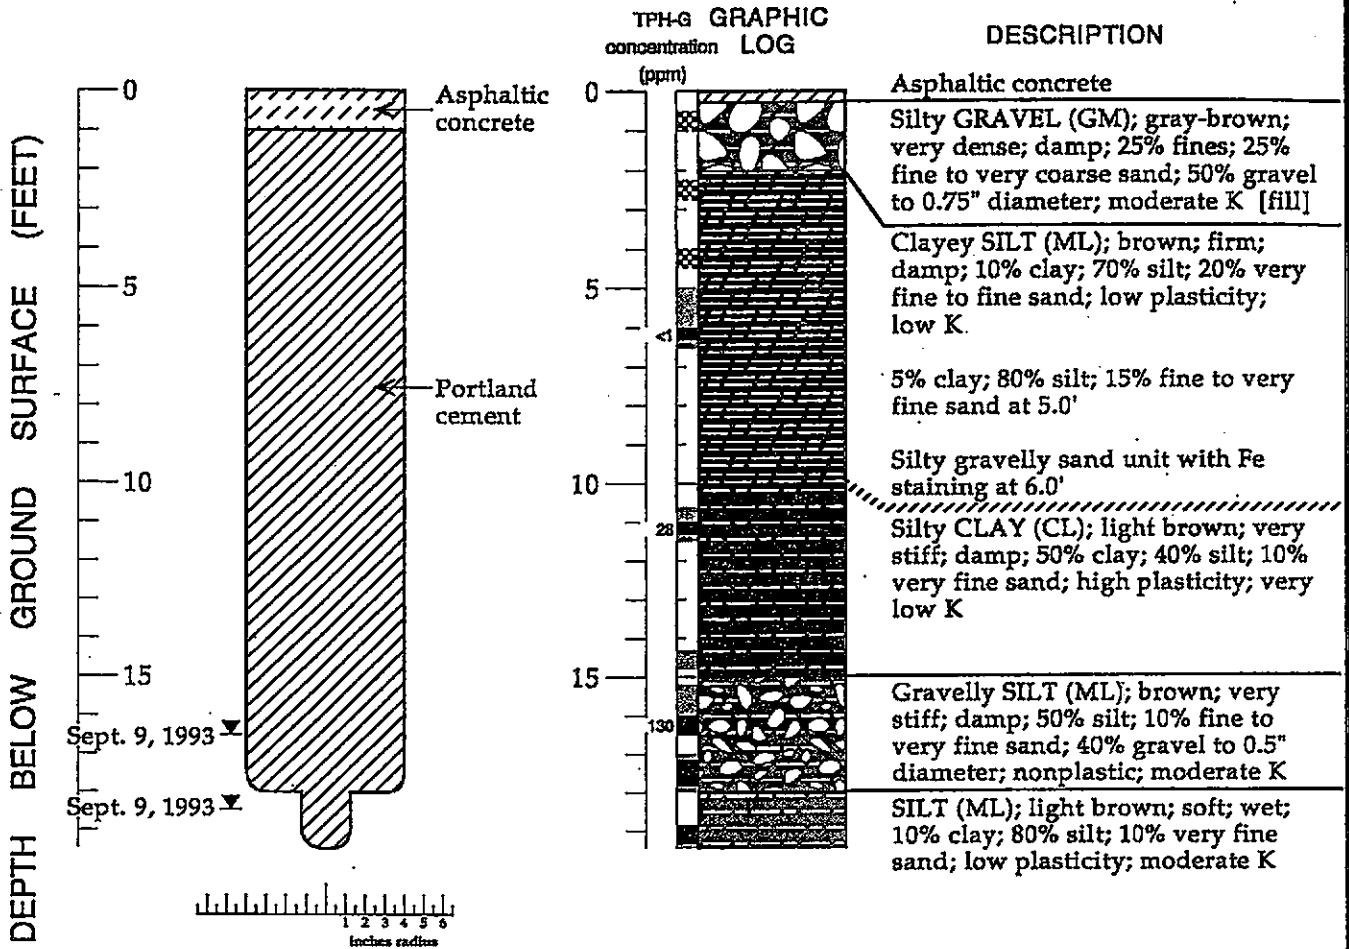 TPH-G GRAPHIC
concentration LOG
(ppm)
DESCRIPTION
DEPTH BELOW GROUND SURFACE (FEET)
0
5
10
15
Asphaltic
concrete
Portland
cement
Sept. 9, 1993
Sept. 9, 1993
1 2 3 4 5 6
inches radius
0
5
10
15
<1
28
130
Asphaltic concrete
Silty GRAVEL (GM); gray-brown;
very dense; damp; 25% fines; 25%
fine to very coarse sand; 50% gravel
to 0.75" diameter; moderate K [fill]
Clayey SILT (ML); brown; firm;
damp; 10% clay; 70% silt; 20% very
fine to fine sand; low plasticity;
low K.
5% clay; 80% silt; 15% fine to very
fine sand at 5.0'
Silty gravelly sand unit with Fe
staining at 6.0'
Silty CLAY (CL); light brown; very
stiff; damp; 50% clay; 40% silt; 10%
very fine sand; high plasticity; very
low K
Gravelly SILT (ML); brown; very
stiff; damp; 50% silt; 10% fine to
very fine sand; 40% gravel to 0.5"
diameter; nonplastic; moderate K
SILT (ML); light brown; soft; wet;
10% clay; 80% silt; 10% very fine
sand; low plasticity; moderate K